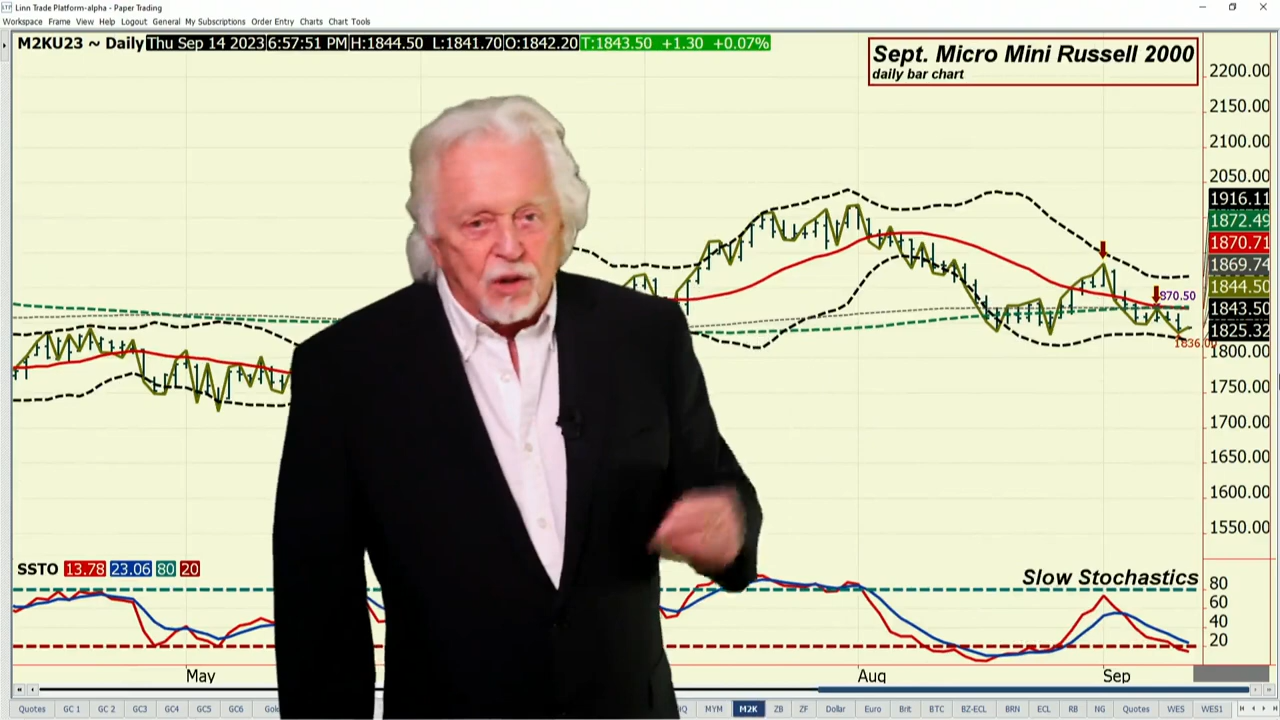 Linn Trade Platform-alpha - Paper Trading
Workspace Frame View Help Logout General My Subscriptions Order Entry Charts Chart Tools
M2KU23 ~ Daily Thu Sep 14 2023 6:57:51 PM H:1844.50 L:1841.70 O:1842.20 T:1843.50 +1.30 +0.07%
Sept. Micro Mini Russell 2000
daily bar chart
2200.00
2150.00
2100.00
2050.00
1916.11
1872.49
1870.71
1869.74
870.50
1844.50
1843.50
1825.32
1836.00
1800.00
1750.00
1700.00
1650.00
1600.00
1550.00
SSTO 13.78 23.06 80 20
Slow Stochastics
80
60
40
20
May Aug Sep
Quotes GC 1 GC 2 GC3 GC4 GC5 GC6 MYM M2K ZB ZF Dollar Euro Brit BTC BZ-ECL BRN ECL RB NG Quotes WES WES1